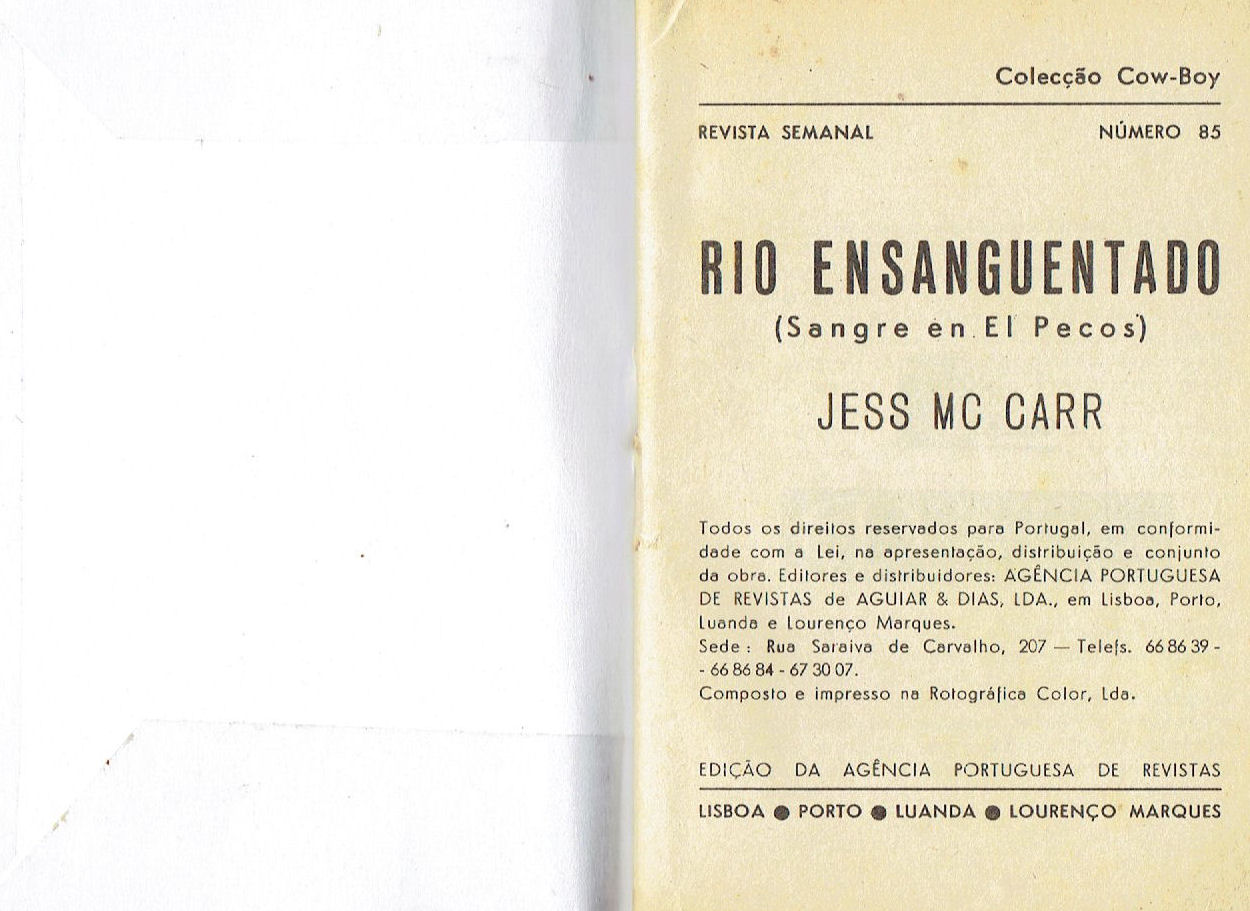 Colecção Cow-Boy
REVISTA SEMANAL NÚMERO 85
RIO ENSANGUENTADO
(Sangre en El Pecos)
JESS MC CARR
Todos os direitos reservados para Portugal, em conformi-
dade com a Lei, na apresentação, distribuição e conjunto
da obra. Editores e distribuidores: AGÊNCIA PORTUGUESA
DE REVISTAS de AGUIAR & DIAS, LDA., em Lisboa, Porto,
Luanda e Lourenço Marques.
Sede : Rua Saraiva de Carvalho, 207 — Telefs. 66 86 39 -
- 66 86 84 - 67 30 07.
Composto e impresso na Rotográfica Color, Lda.
EDIÇÃO DA AGÊNCIA PORTUGUESA DE REVISTAS
LISBOA ● PORTO ● LUANDA ● LOURENÇO MARQUES